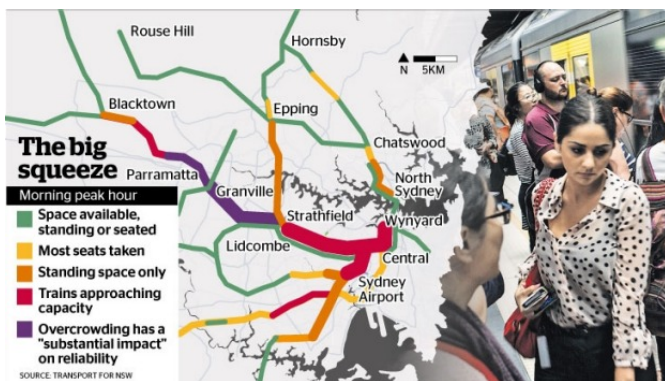 Rouse Hill
Hornsby
N 5KM
Blacktown
Epping
The big
squeeze
Chatswood
Parramatta
North
Sydney
Morning peak hour
Granville
Space available,
standing or seated
Strathfield
Wynyard
Most seats taken
Lidcombe
Central
Standing space only
Sydney
Airport
Trains approaching
capacity
Overcrowding has a
"substantial impact"
on reliability
SOURCE: TRANSPORT FOR NSW